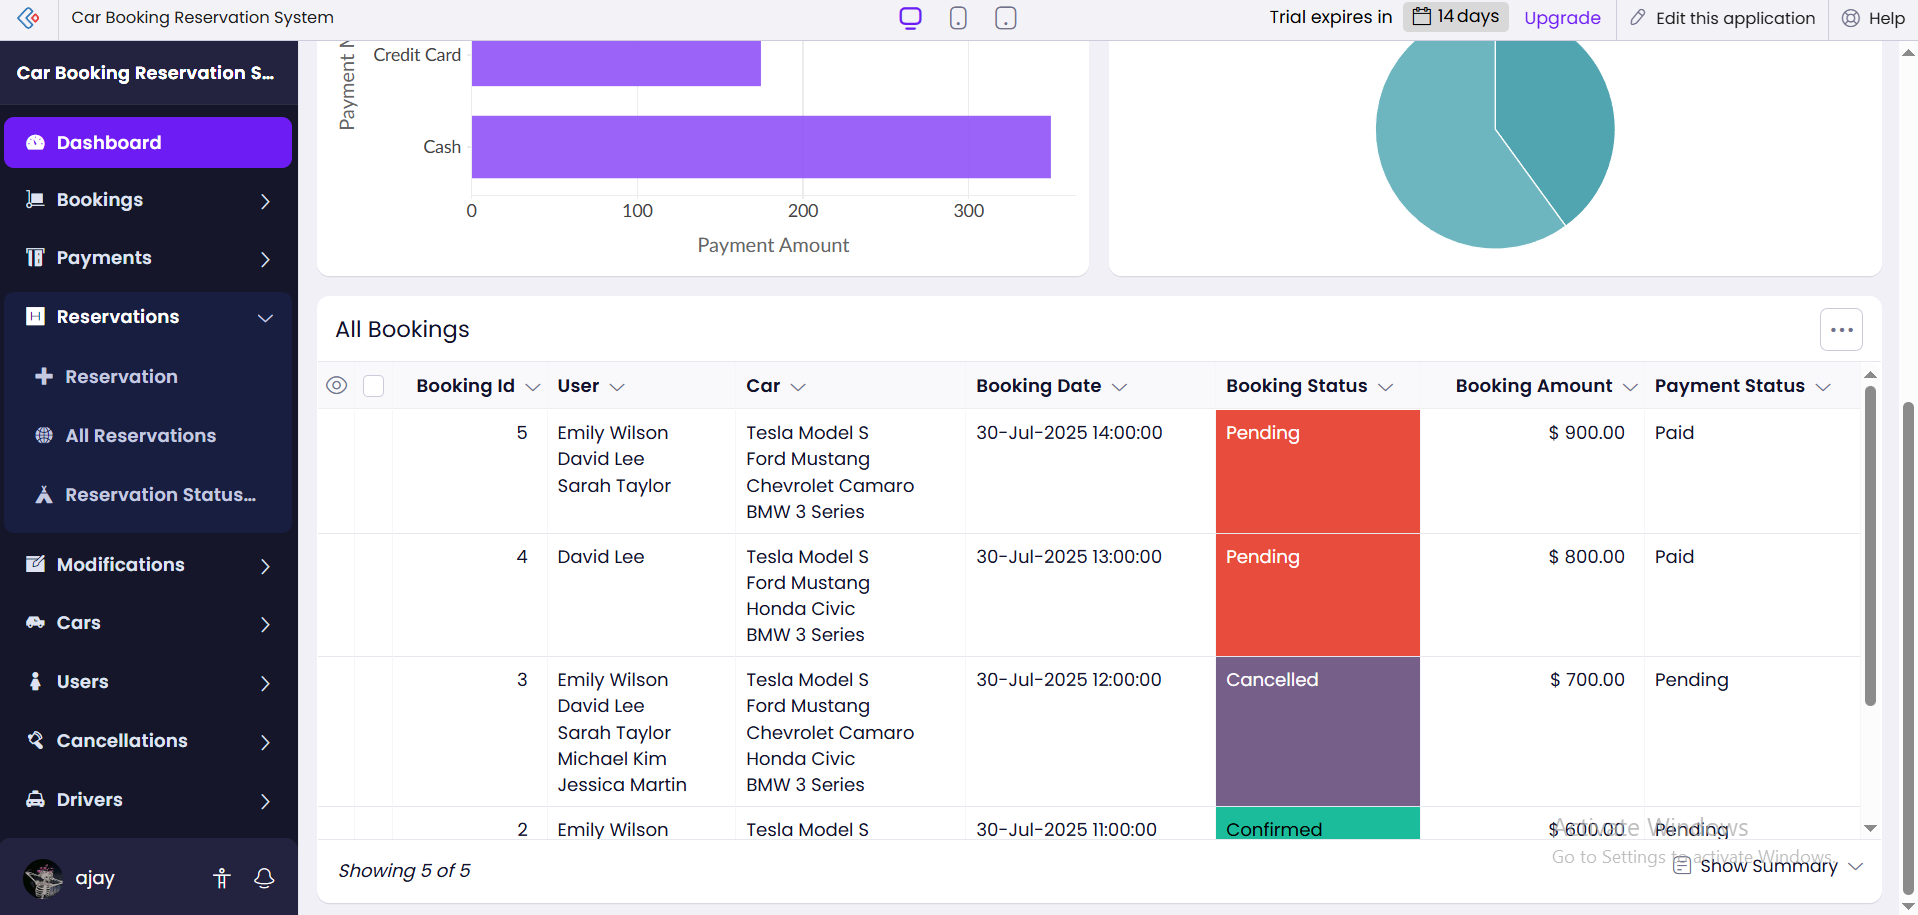 Car Booking Reservation System
Trial expires in 14 days Upgrade Edit this application Help
Car Booking Reservation S...
Dashboard
Bookings
Payments
Reservations
Reservation
All Reservations
Reservation Status...
Modifications
Cars
Users
Cancellations
Drivers
ajay
Payment
Credit Card
Cash
0 100 200 300
Payment Amount
All Bookings
Booking Id User Car Booking Date Booking Status Booking Amount Payment Status
5 Emily Wilson Tesla Model S 30-Jul-2025 14:00:00 Pending $ 900.00 Paid
David Lee Ford Mustang
Sarah Taylor Chevrolet Camaro
BMW 3 Series
4 David Lee Tesla Model S 30-Jul-2025 13:00:00 Pending $ 800.00 Paid
Ford Mustang
Honda Civic
BMW 3 Series
3 Emily Wilson Tesla Model S 30-Jul-2025 12:00:00 Cancelled $ 700.00 Pending
David Lee Ford Mustang
Sarah Taylor Chevrolet Camaro
Michael Kim Honda Civic
Jessica Martin BMW 3 Series
2 Emily Wilson Tesla Model S 30-Jul-2025 11:00:00 Confirmed $ 600.00 Pending
Activate Windows
Go to Settings to activate Windows.
Showing 5 of 5
Show Summary